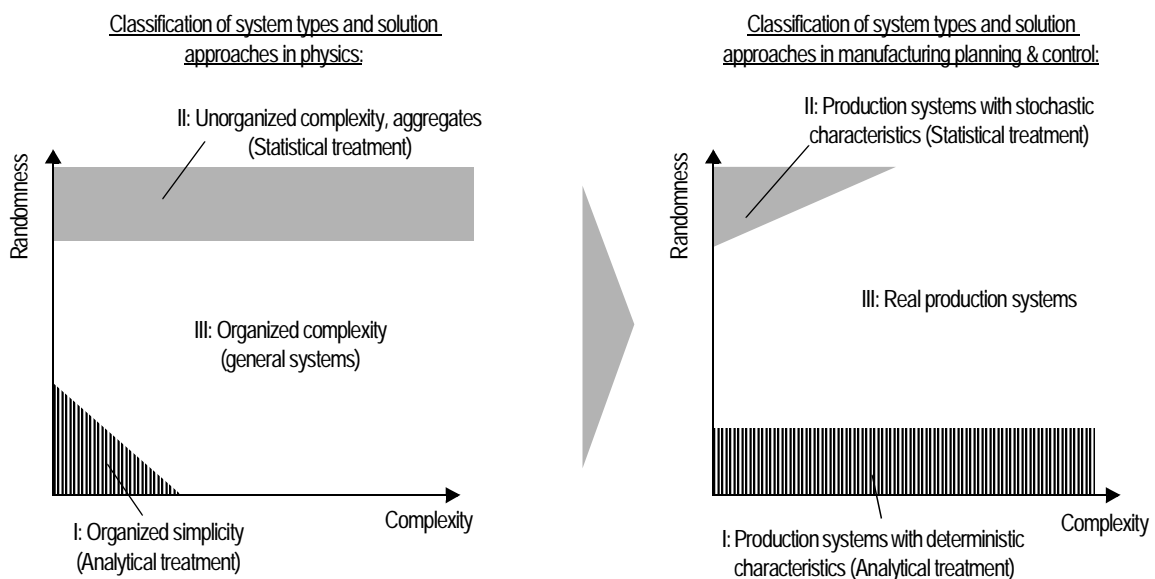 Classification of system types and solution
approaches in physics:
II: Unorganized complexity, aggregates
(Statistical treatment)
Randomness
III: Organized complexity
(general systems)
Complexity
I: Organized simplicity
(Analytical treatment)
Classification of system types and solution
approaches in manufacturing planning & control:
II: Production systems with stochastic
characteristics (Statistical treatment)
Randomness
III: Real production systems
Complexity
I: Production systems with deterministic
characteristics (Analytical treatment)